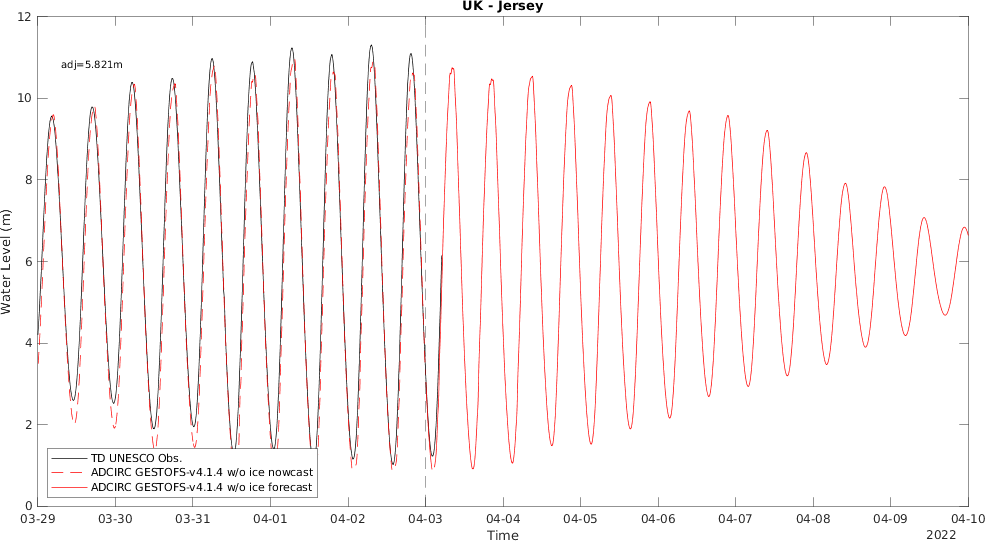 UK - Jersey
12
adj=5.821m
10
8
6
4
2
0
Water Level (m)
TD UNESCO Obs.
ADCIRC GESTOFS-v4.1.4 w/o ice nowcast
ADCIRC GESTOFS-v4.1.4 w/o ice forecast
03-29 03-30 03-31 04-01 04-02 04-03 04-04 04-05 04-06 04-07 04-08 04-09 04-10
Time
2022